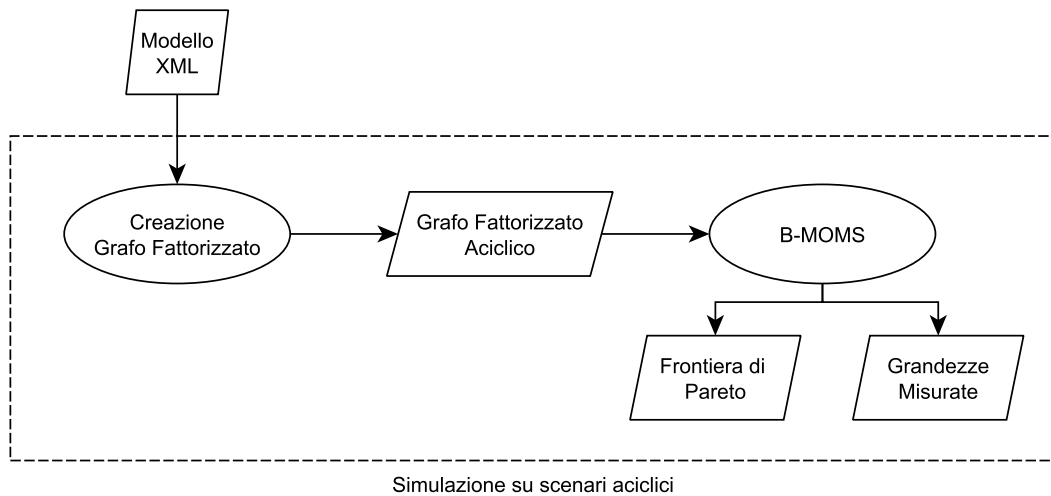 Modello
XML
Creazione
Grafo Fattorizzato
Grafo Fattorizzato
Aciclico
B-MOMS
Frontiera di
Pareto
Grandezze
Misurate
Simulazione su scenari aciclici